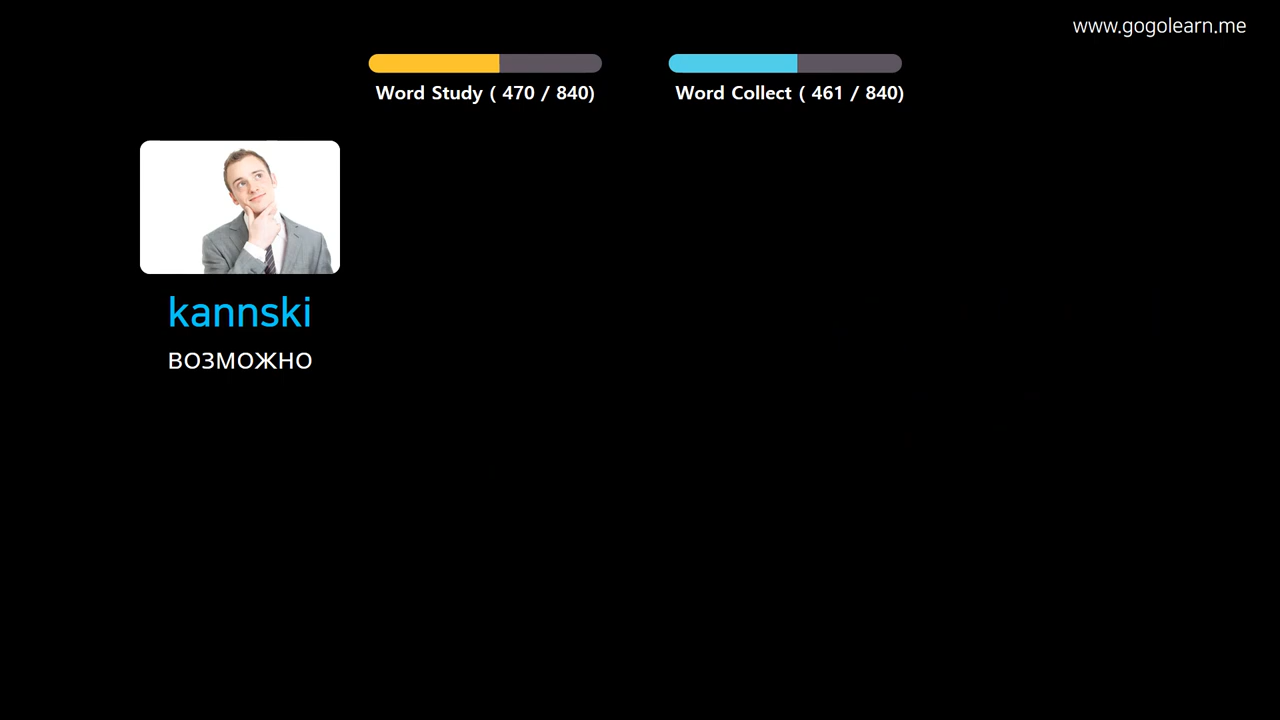 www.gogolearn.me
Word Study ( 470 / 840)
Word Collect ( 461 / 840)
kannski
возможно